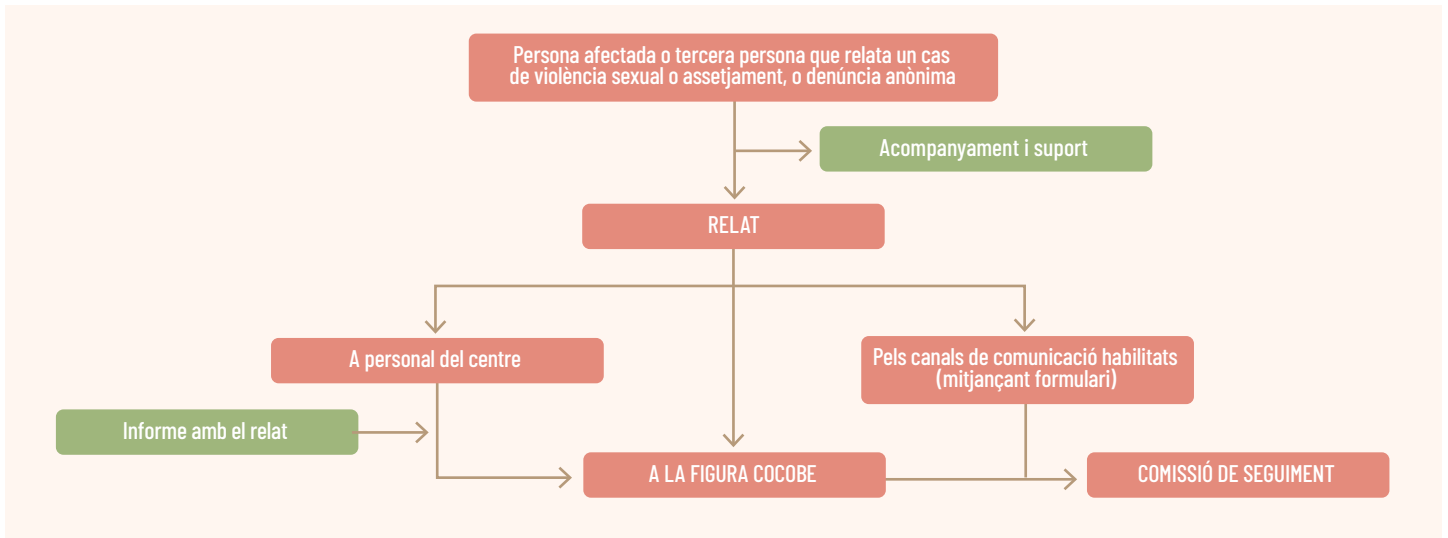 Persona afectada o tercera persona que relata un cas
de violència sexual o assetjament, o denúncia anònima
Acompanyament i suport
RELAT
A personal del centre
Pels canals de comunicació habilitats
(mitjançant formulari)
Informe amb el relat
A LA FIGURA COCOBE
COMISSIÓ DE SEGUIMENT